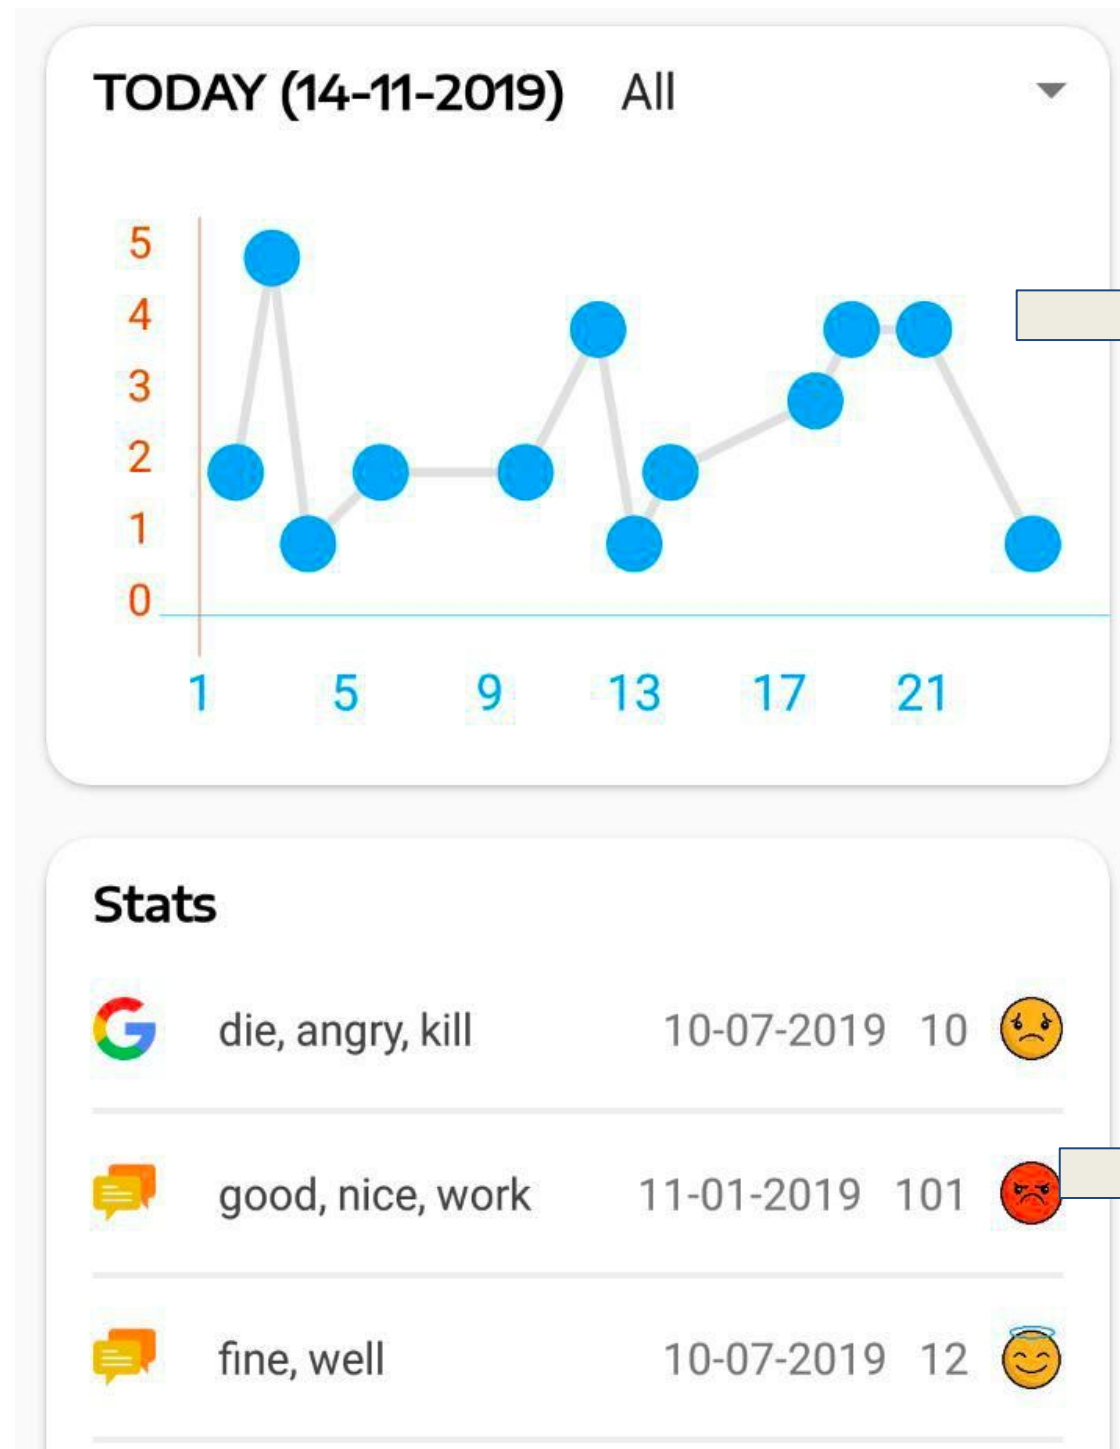 TODAY (14-11-2019) All
5
4
3
2
1
0
1 5 9 13 17 21
Stats
die, angry, kill 10-07-2019 10
good, nice, work 11-01-2019 101
fine, well 10-07-2019 12